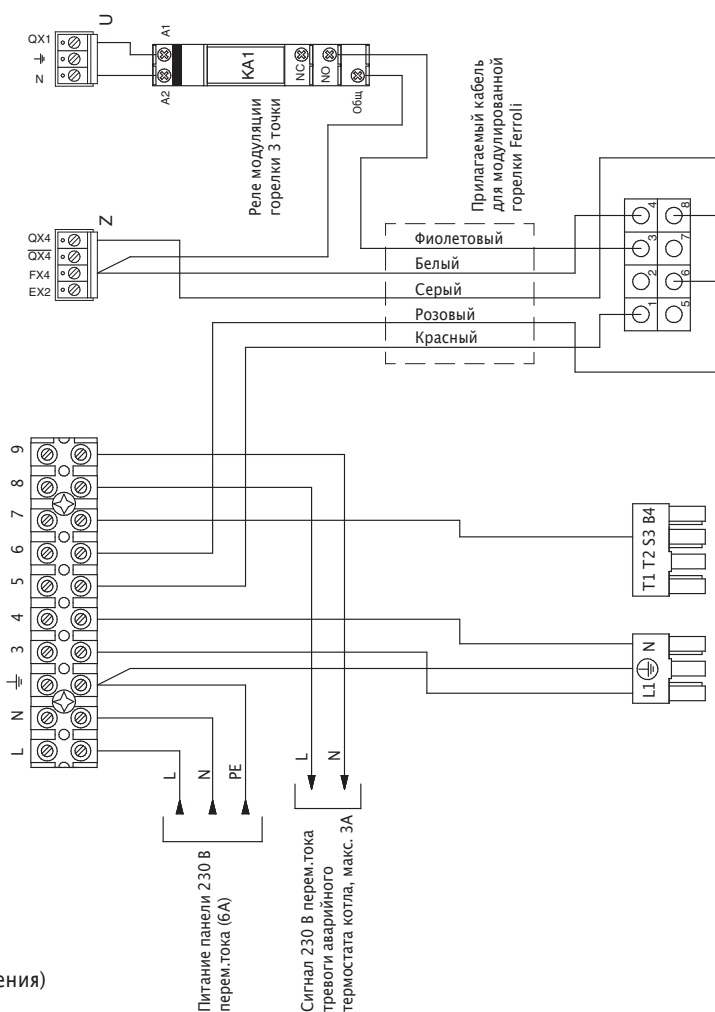 QX1
N
U
A1
A2
KA1
NC
NO
Общ
Реле модуляции
горелки 3 точки
Прилагаемый кабель
для модулированной
горелки Ferroli
QX4
QX4
FX4
EX2
Z
Фиолетовый
Белый
Серый
Розовый
Красный
4
3
2
1
8
7
6
5
9
8
7
6
5
4
3
N
L
L
N
PE
L
N
Питание панели 230 В
перем.тока (6А)
Сигнал 230 В перем.тока
тревоги аварийного
термостата котла, макс. 3А
T1 T2 S3 B4
L1 N
ения)